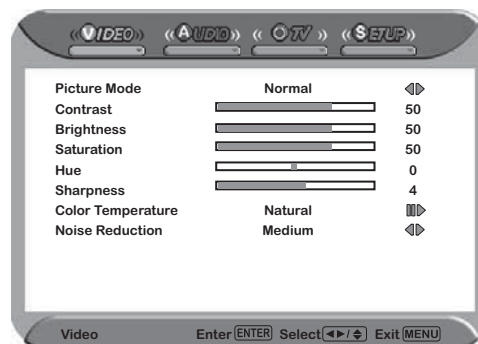 VIDEO AUDIO TV SETUP
Picture Mode Normal
Contrast 50
Brightness 50
Saturation 50
Hue 0
Sharpness 4
Color Temperature Natural
Noise Reduction Medium
Video Enter ENTER Select ◄►/♦ Exit MENU